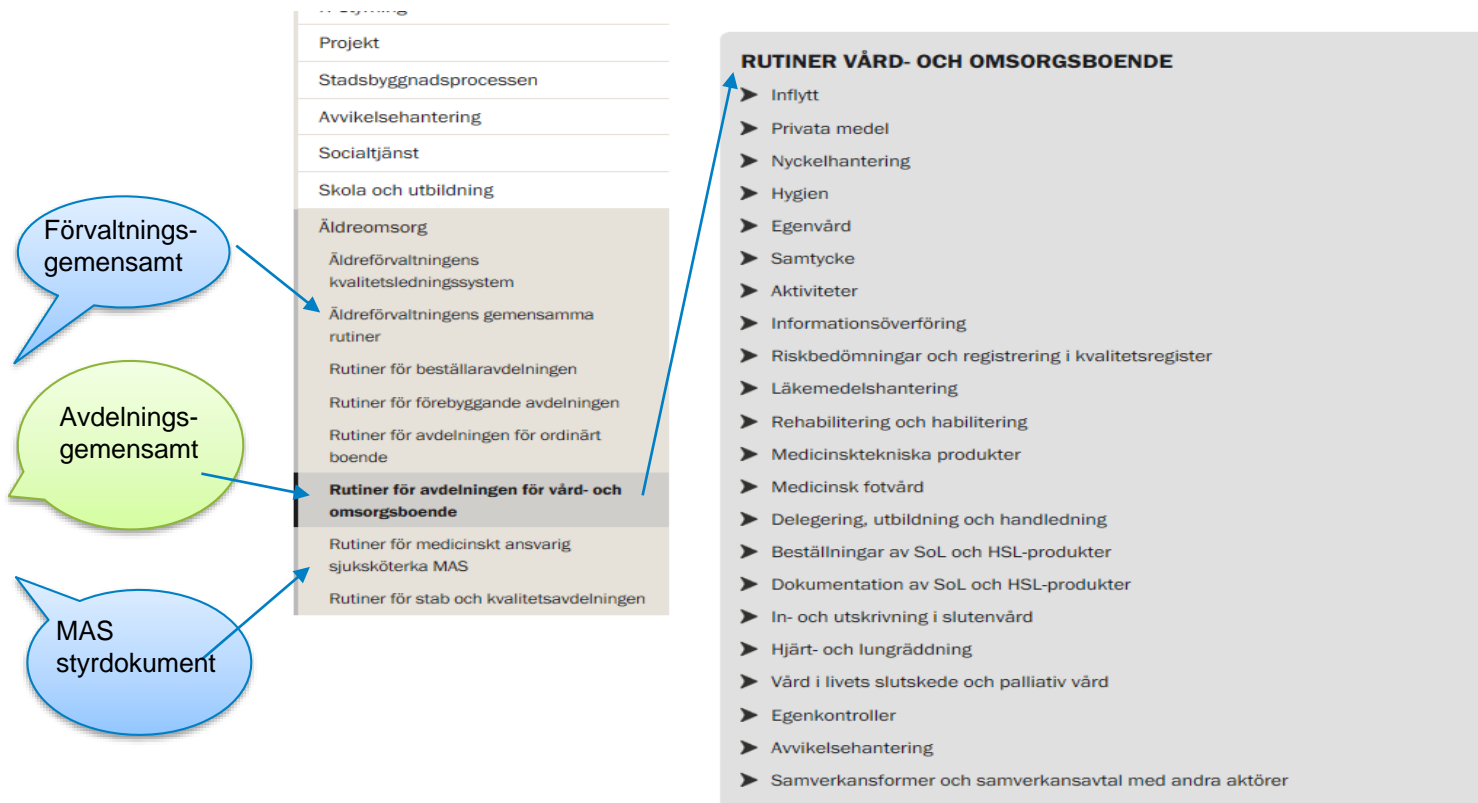 Projekt
Stadsbyggnadsprocessen
Avvikelsehantering
Socialtjänst
Skola och utbildning
Äldreomsorg
Äldreförvaltningens
kvalitetsledningssystem
Äldreförvaltningens gemensamma
rutiner
Rutiner för beställaravdelningen
Rutiner för förebyggande avdelningen
Rutiner för avdelningen för ordinärt
boende
Rutiner för avdelningen för vård- och
omsorgsboende
Rutiner för medicinskt ansvarig
sjuksköterka MAS
Rutiner för stab och kvalitetsavdelningen
Förvaltnings-
gemensamt
Avdelnings-
gemensamt
MAS
styrdokument
RUTINER VÅRD- OCH OMSORGSBOENDE
Inflytt
Privata medel
Nyckelhantering
Hygien
Egenvård
Samtycke
Aktiviteter
Informationsöverföring
Riskbedömningar och registrering i kvalitetsregister
Läkemedelshantering
Rehabilitering och habilitering
Medicinsktekniska produkter
Medicinsk fotvård
Delegering, utbildning och handledning
Beställningar av SoL och HSL-produkter
Dokumentation av SoL och HSL-produkter
In- och utskrivning i slutenvård
Hjärt- och lungräddning
Vård i livets slutskede och palliativ vård
Egenkontroller
Avvikelsehantering
Samverkansformer och samverkansavtal med andra aktörer